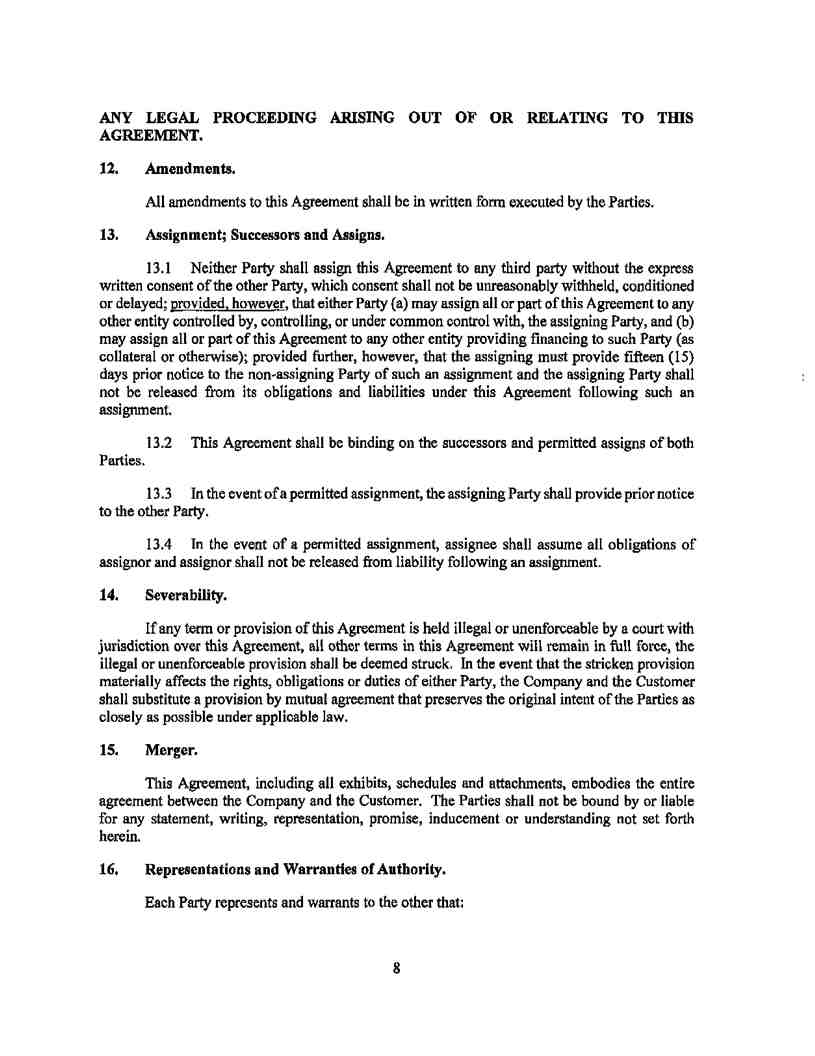 ANY LEGAL PROCEEDING ARISING OUT OF OR RELATING TO THIS
AGREEMENT.
12. Amendments.
All amendments to this Agreement shall be in written form executed by the Parties.
13. Assignment; Successors and Assigns.
13.1 Neither Party shall assign this Agreement to any third party without the express
written consent of the other Party, which consent shall not be unreasonably withheld, conditioned
or delayed; provided, however, that either Party (a) may assign all or part of this Agreement to any
other entity controlled by, controlling, or under common control with, the assigning Party, and (b)
may assign all or part of this Agreement to any other entity providing financing to such Party (as
collateral or otherwise); provided further, however, that the assigning must provide fifteen (15)
days prior notice to the non-assigning Party of such an assignment and the assigning Party shall
not be released from its obligations and liabilities under this Agreement following such an
assignment.
13.2 This Agreement shall be binding on the successors and permitted assigns of both
Parties.
13.3 In the event of a permitted assignment, the assigning Party shall provide prior notice
to the other Party.
13.4 In the event of a permitted assignment, assignee shall assume all obligations of
assignor and assignor shall not be released from liability following an assignment.
14. Severability.
If any term or provision of this Agreement is held illegal or unenforceable by a court with
jurisdiction over this Agreement, all other terms in this Agreement will remain in full force, the
illegal or unenforceable provision shall be deemed struck. In the event that the stricken provision
materially affects the rights, obligations or duties of either Party, the Company and the Customer
shall substitute a provision by mutual agreement that preserves the original intent of the Parties as
closely as possible under applicable law.
15. Merger.
This Agreement, including all exhibits, schedules and attachments, embodies the entire
agreement between the Company and the Customer. The Parties shall not be bound by or liable
for any statement, writing, representation, promise, inducement or understanding not set forth
herein.
16. Representations and Warranties of Authority.
Each Party represents and warrants to the other that:
8